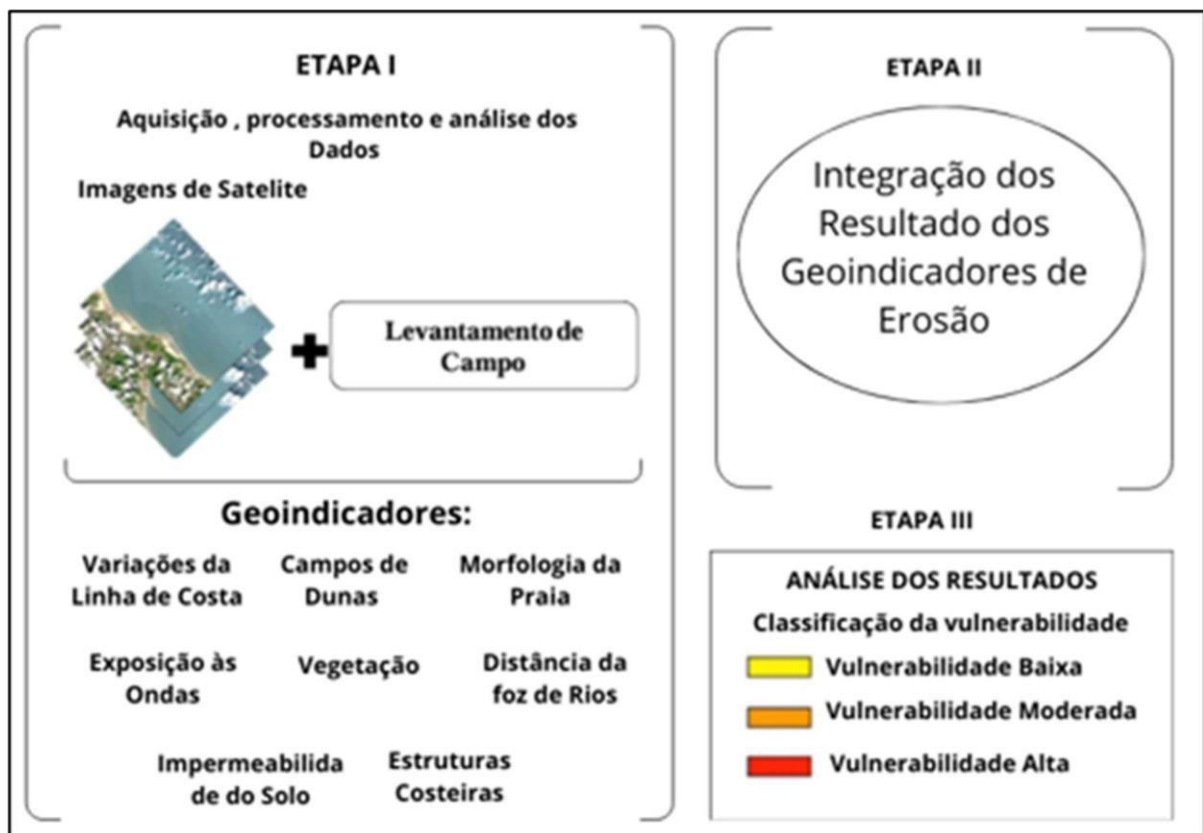 ETAPA I
Aquisição , processamento e análise dos
Dados
Imagens de Satelite
Levantamento de
Campo
Geoindicadores:
Variações da
Linha de Costa
Campos de
Dunas
Morfologia da
Praia
Exposição às
Ondas
Vegetação
Distância da
foz de Rios
Impermeabilida
de do Solo
Estruturas
Costeiras
ETAPA II
Integração dos
Resultado dos
Geoindicadores de
Erosão
ETAPA III
ANÁLISE DOS RESULTADOS
Classificação da vulnerabilidade
Vulnerabilidade Baixa
Vulnerabilidade Moderada
Vulnerabilidade Alta